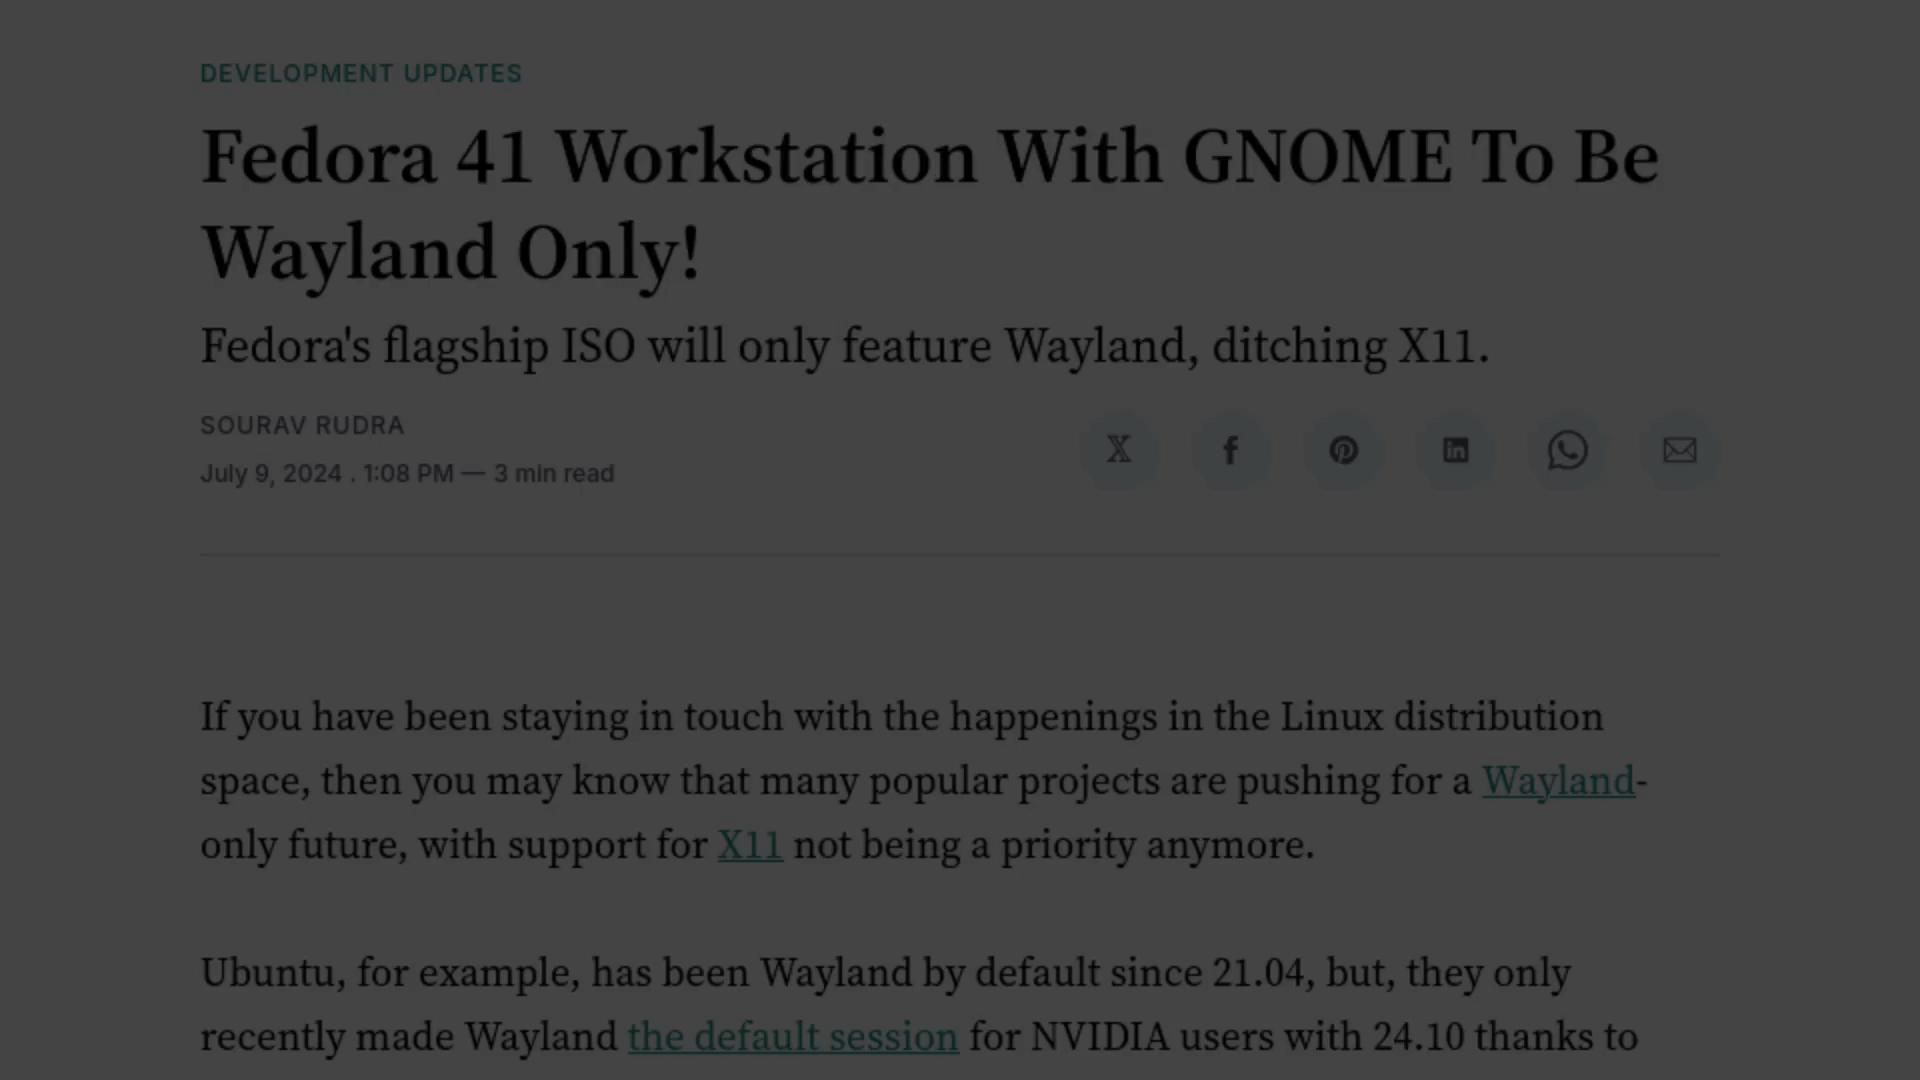 DEVELOPMENT UPDATES
Fedora 41 Workstation With GNOME To Be
Wayland Only!
Fedora's flagship ISO will only feature Wayland, ditching X11.
SOURAV RUDRA
July 9, 2024 . 1:08 PM — 3 min read
If you have been staying in touch with the happenings in the Linux distribution
space, then you may know that many popular projects are pushing for a Wayland-
only future, with support for X11 not being a priority anymore.
Ubuntu, for example, has been Wayland by default since 21.04, but, they only
recently made Wayland the default session for NVIDIA users with 24.10 thanks to